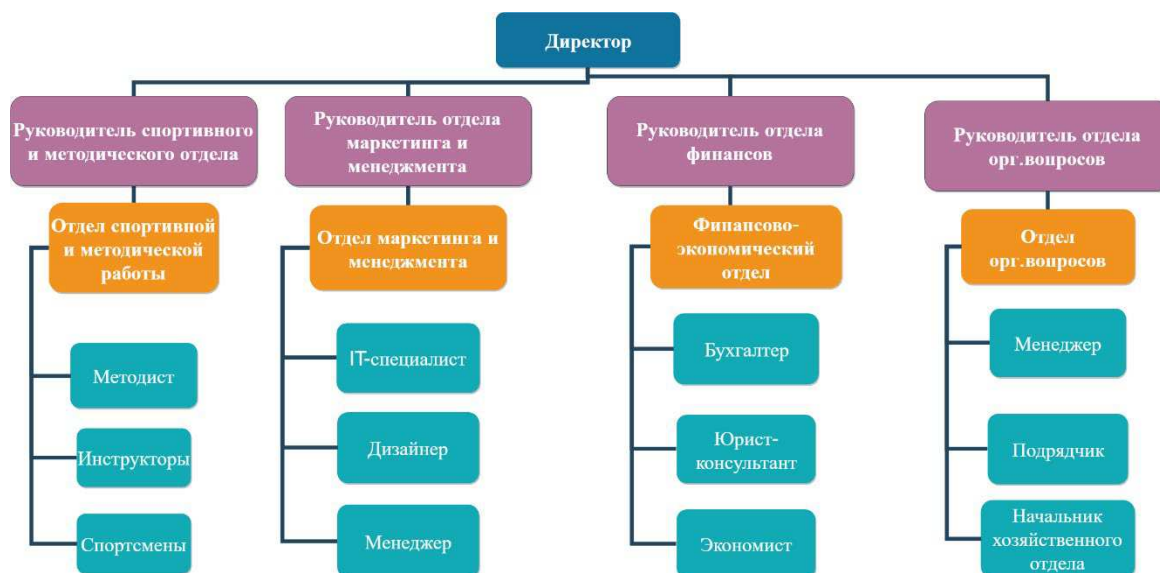 Директор
Руководитель спортивного
и методического отдела
Руководитель отдела
маркетинга и
менеджмента
Руководитель отдела
финансов
Руководитель отдела
орг.вопросов
Отдел спортивной
и методической
работы
Отдел маркетинга и
менеджмента
Финансово-
экономический
отдел
Отдел
орг.вопросов
Методист
Инструкторы
Спортсмены
IT-специалист
Дизайнер
Менеджер
Бухгалтер
Юрист-
консультант
Экономист
Менеджер
Подрядчик
Начальник
хозяйственного
отдела